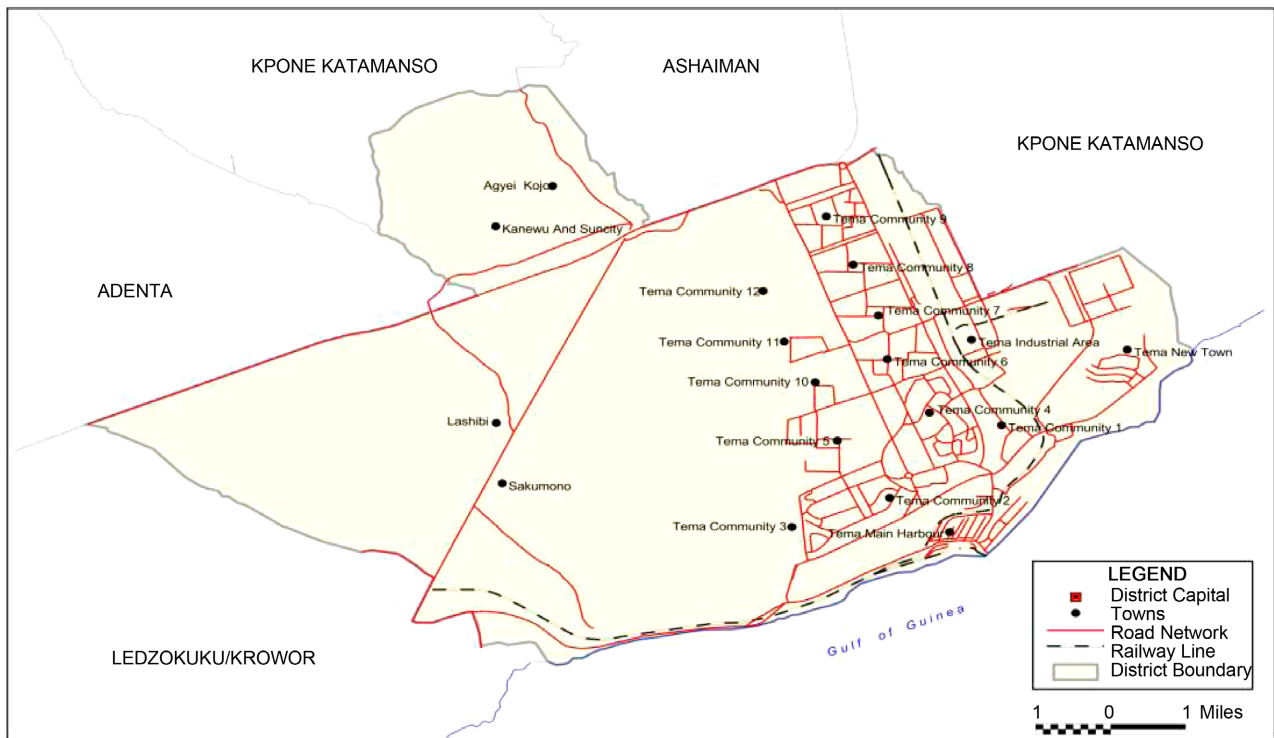 KPONE KATAMANSO
ASHAIMAN
KPONE KATAMANSO
Agyei Kojo
Tema Community 9
Kanewu And Suncity
Tema Community 8
ADENTA
Tema Community 12
Tema Community 7
Tema Community 11
Tema Industrial Area
Tema New Town
Tema Community 6
Tema Community 10
Tema Community 4
Lashibi
Tema Community 1
Tema Community 5
Sakumono
Tema Community 2
Tema Community 3
Tema Main Harbour
LEGEND
District Capital
Towns
Road Network
Railway Line
District Boundary
Gulf of Guinea
LEDZOKUKU/KROWOR
1 0 1 Miles